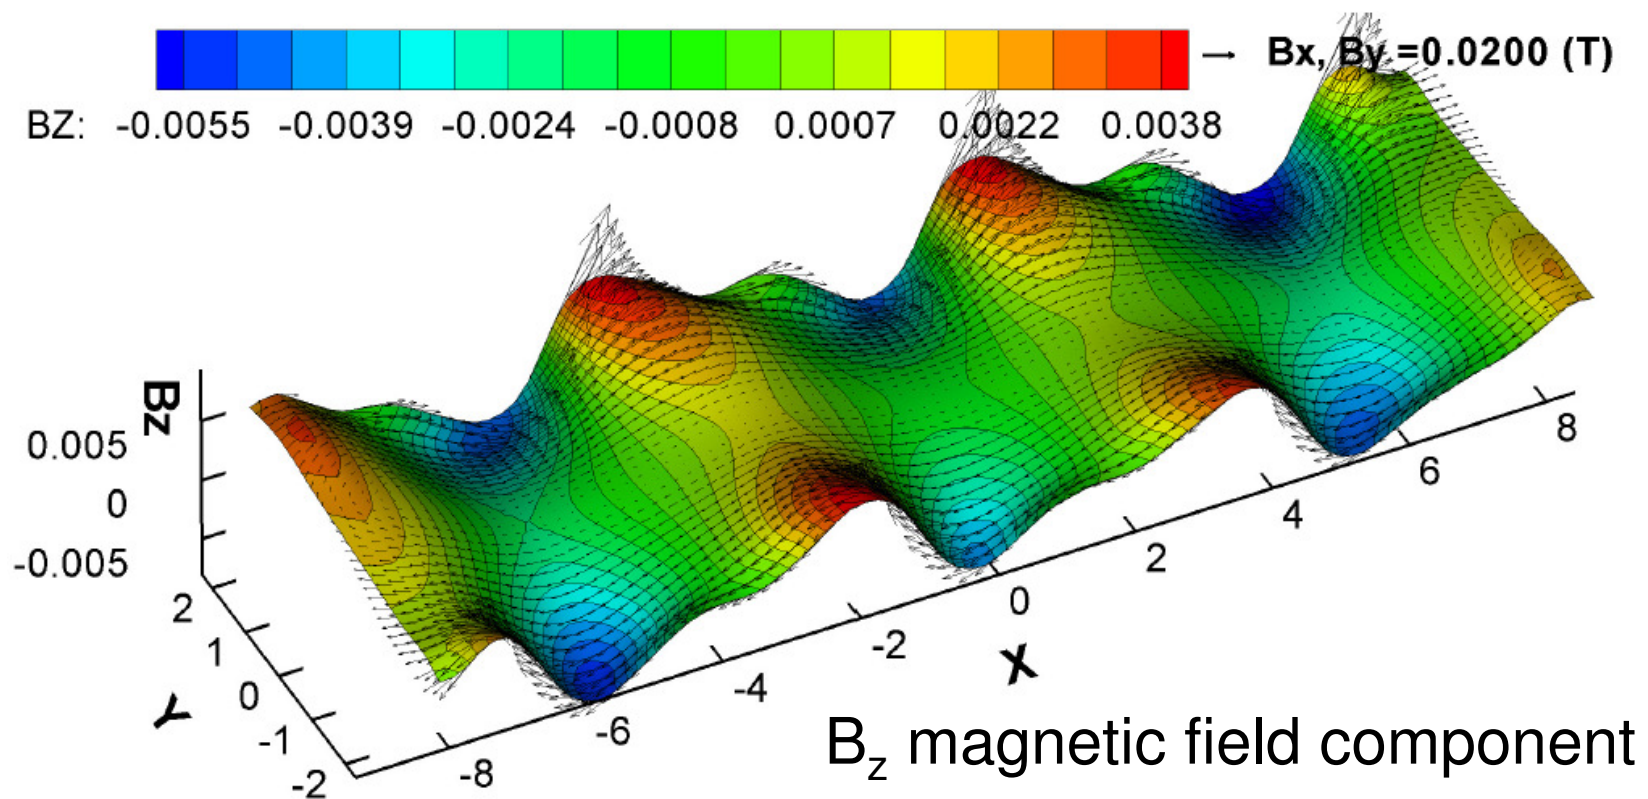 → Bx, By =0.0200 (T)
BZ: -0.0055 -0.0039 -0.0024 -0.0008 0.0007 0.0022 0.0038
Bz
0.005
0
-0.005
2
1
0
-1
-2
Y
-8
-6
-4
-2
0
2
4
6
8
X
Bz magnetic field component